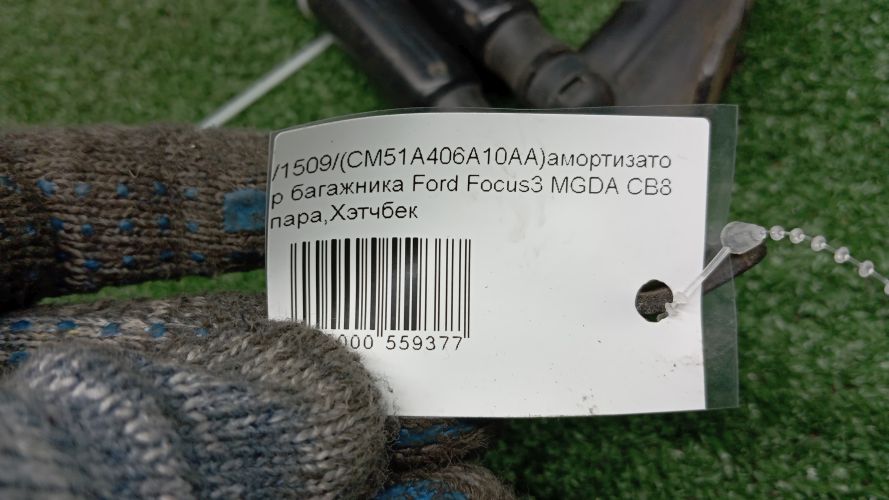 /1509/(CM51A406A10AA)амортизато
р багажника Ford Focus3 MGDA CB8
пара,Хэтчбек
000 559377